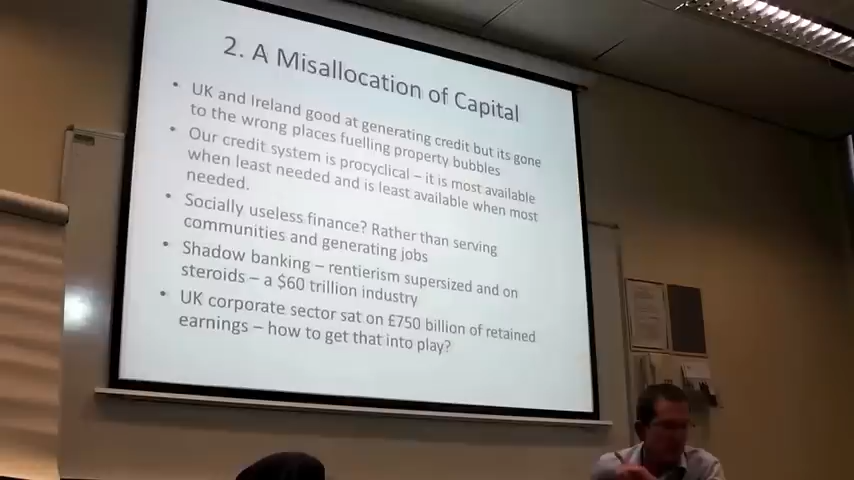 2. A Misallocation of Capital
• UK and Ireland good at generating credit but its gone
to the wrong places fuelling property bubbles
• Our credit system is procyclical – it is most available
when least needed and is least available when most
needed.
• Socially useless finance? Rather than serving
communities and generating jobs
• Shadow banking – rentierism supersized and on
steroids – a $60 trillion industry
• UK corporate sector sat on £750 billion of retained
earnings – how to get that into play?